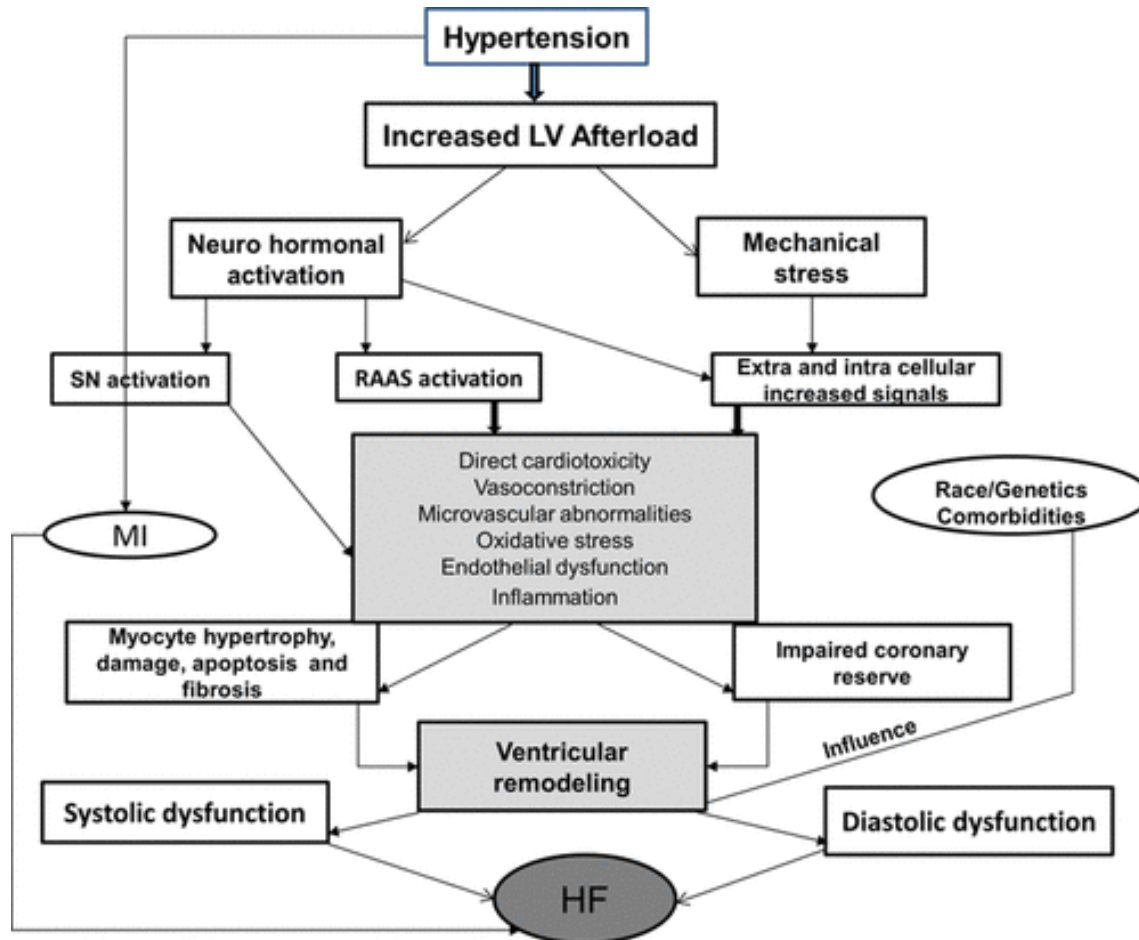 Hypertension
Increased LV Afterload
Neuro hormonal
activation
Mechanical
stress
SN activation
RAAS activation
Extra and intra cellular
increased signals
Direct cardiotoxicity
Vasoconstriction
Microvascular abnormalities
Oxidative stress
Endothelial dysfunction
Inflammation
Race/Genetics
Comorbidities
MI
Myocyte hypertrophy,
damage, apoptosis and
fibrosis
Impaired coronary
reserve
Influence
Ventricular
remodeling
Systolic dysfunction
Diastolic dysfunction
HF